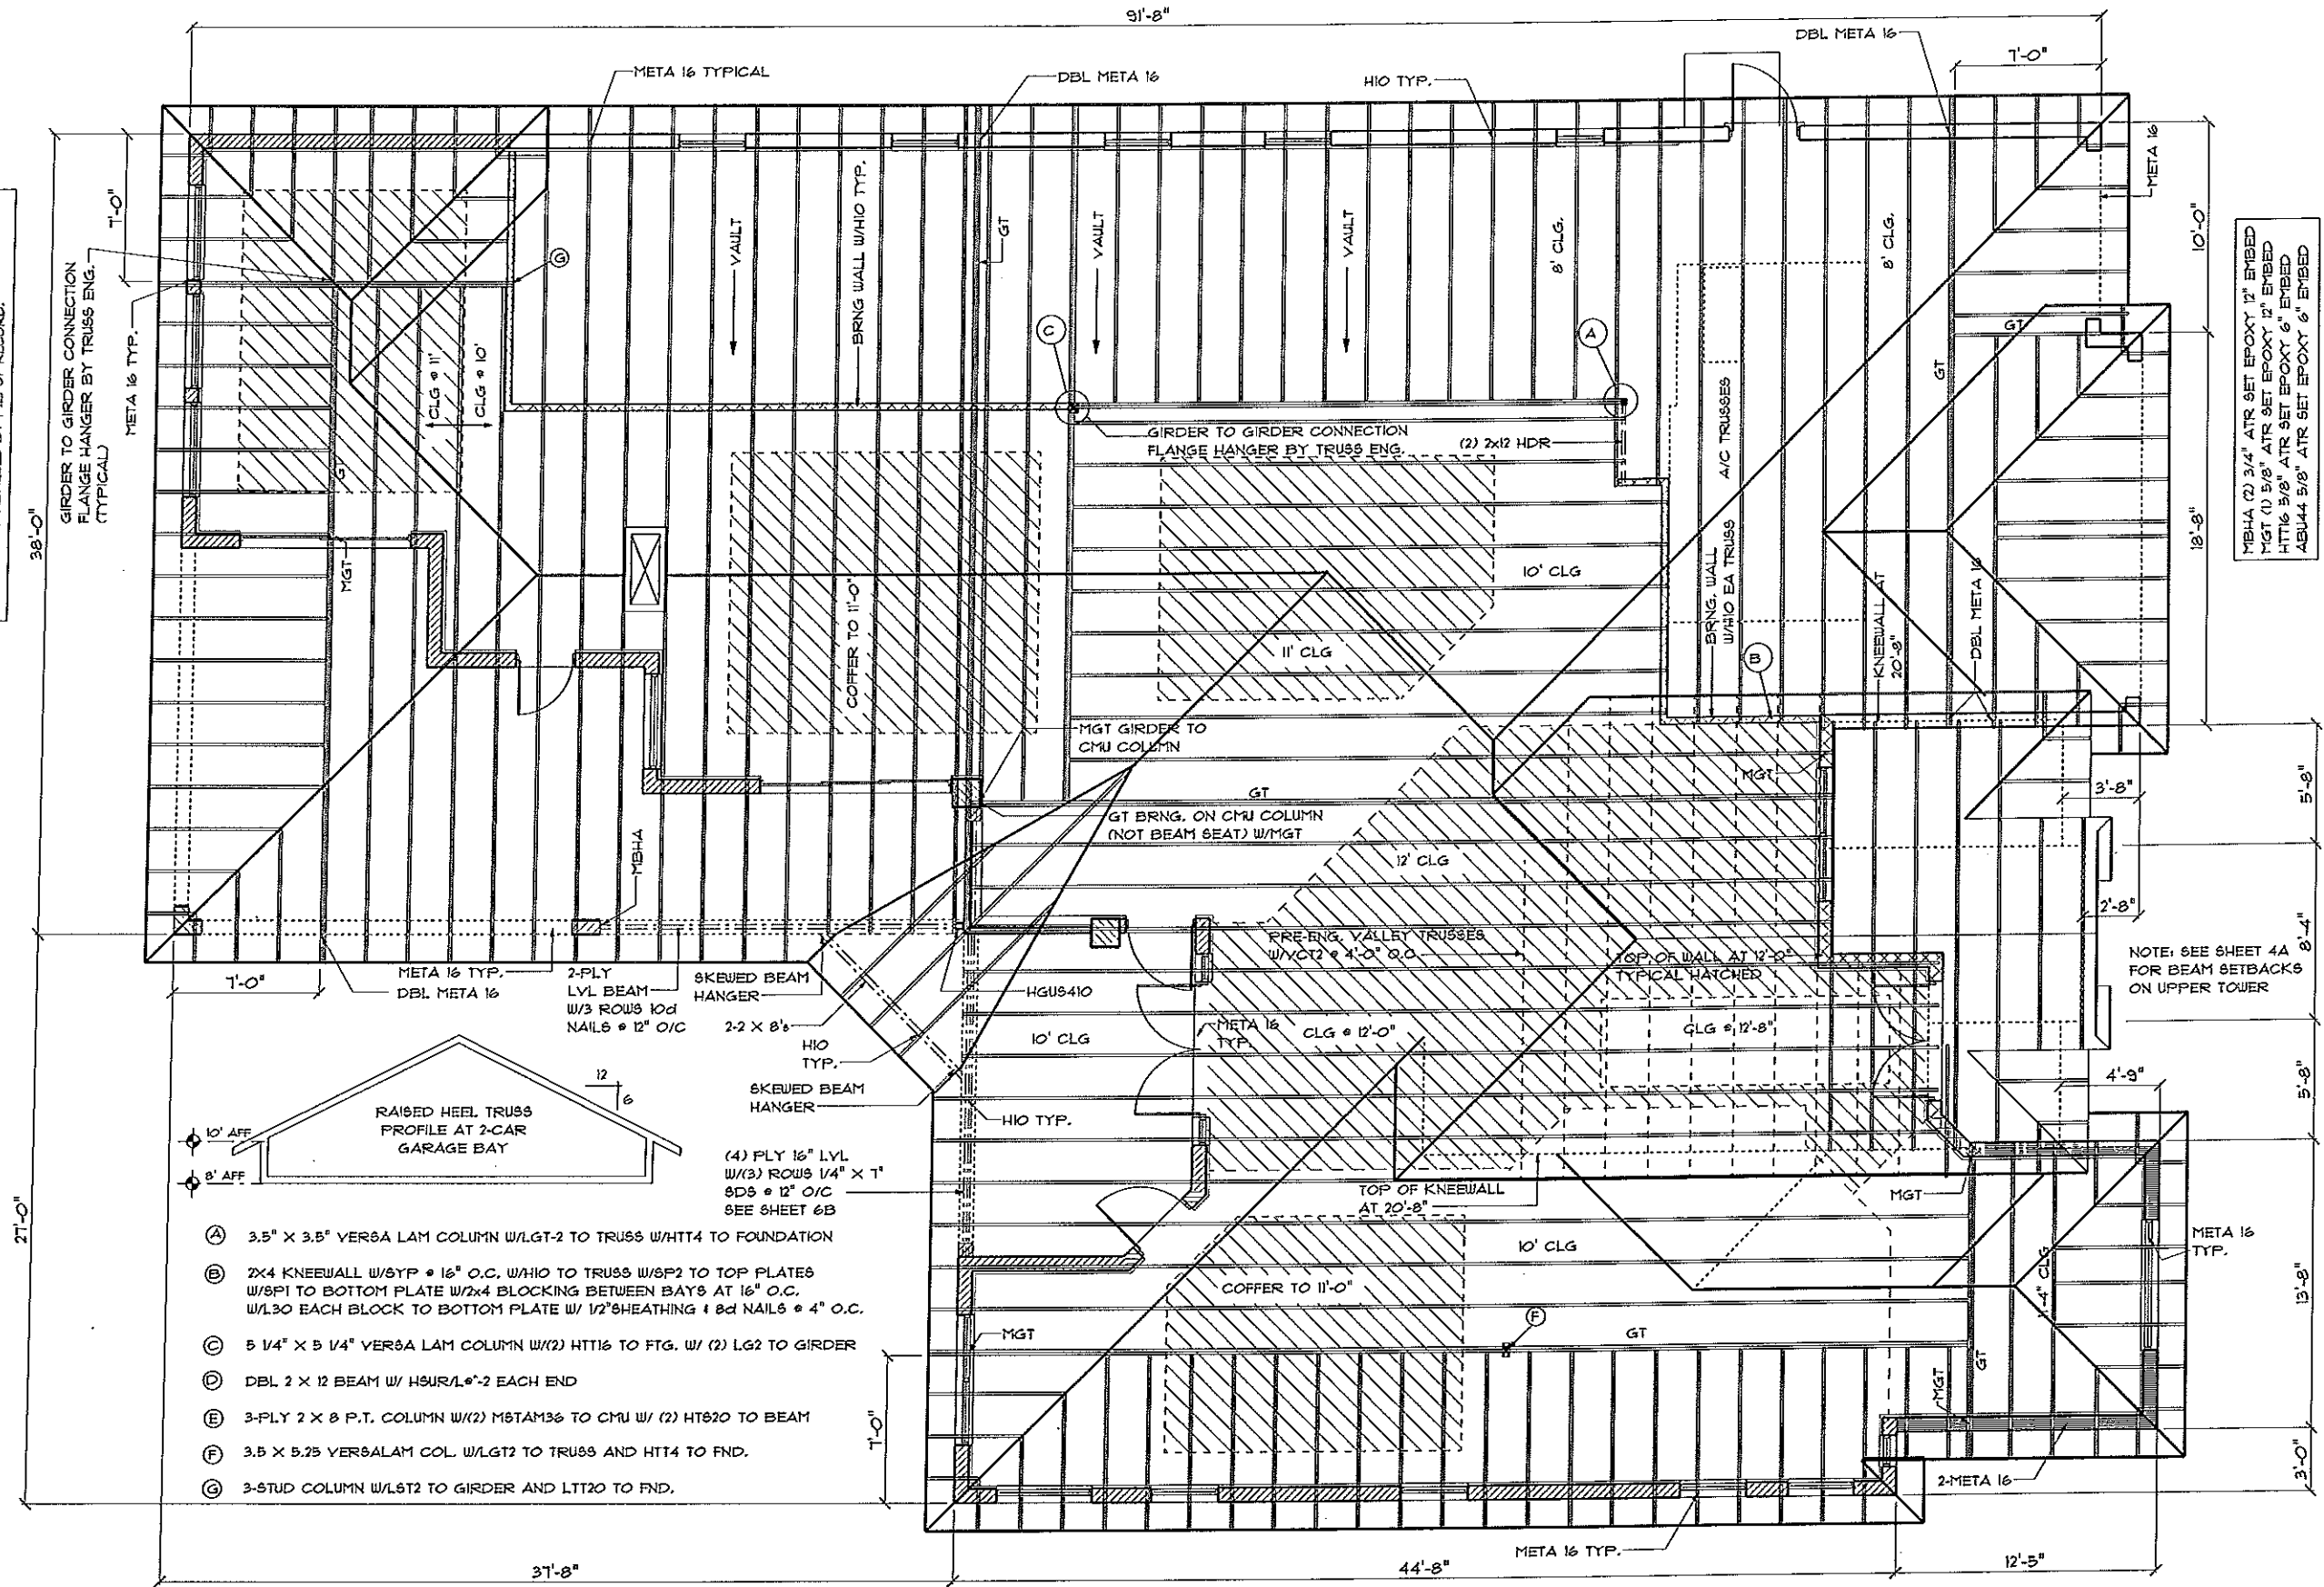 91'-8"
DBL META 16
7'-0"
META 16 TYPICAL
DBL META 16
H10 TYP.
META 16
7'-0"
38'-0"
10'-0"
GIRDER TO GIRDER CONNECTION
FLANGE HANGER BY TRUSS ENG.
(TYPICAL)
META 16 TYP.
G
VAULT
BRNG WALL W/H10 TYP.
GT
VAULT
VAULT
8' CLG.
8' CLG.
MBHA (2) 3/4" ATR SET EPOXY 12" EMBED
MGT (1) 5/8" ATR SET EPOXY 12" EMBED
HTT16 5/8" ATR SET EPOXY 6" EMBED
ABU44 5/8" ATR SET EPOXY 6" EMBED
CLG @ 11'
CLG @ 10'
C
A
A/C TRUSSES
GT
GT
GIRDER TO GIRDER CONNECTION
FLANGE HANGER BY TRUSS ENG.
(2) 2x12 HDR
18'-8"
MGT
COFFER TO 11'-0"
10' CLG
11' CLG
BRNG. WALL
W/H10 EA TRUSS
B
KNEEWALL AT
20'-8"
DBL META 16
MGT GIRDER TO
CMU COLUMN
MGT
GT
GT BRNG. ON CMU COLUMN
(NOT BEAM SEAT) W/MGT
3'-8"
5'-8"
MBHA
12' CLG
2'-8"
8'-4"
PRE-ENG. VALLEY TRUSSES
W/VCT2 @ 4'-0" O.C.
TOP OF WALL AT 12'-0"
TYPICAL HATCHED
NOTE: SEE SHEET 4A
FOR BEAM SETBACKS
ON UPPER TOWER
7'-0"
META 16 TYP.
DBL META 16
2-PLY
LVL BEAM
W/3 ROWS 10d
NAILS @ 12" O/C
SKEWED BEAM
HANGER
2-2 X 8's
HGUS410
H10
TYP.
10' CLG
META 16
TYP.
CLG @ 12'-0"
CLG @ 12'-8"
SKEWED BEAM
HANGER
H10 TYP.
4'-9"
5'-8"
12
6
RAISED HEEL TRUSS
PROFILE AT 2-CAR
GARAGE BAY
10' AFF
8' AFF
(4) PLY 16" LVL
W/(3) ROWS 1/4" X 7"
SDS @ 12" O/C
SEE SHEET 6B
TOP OF KNEEWALL
AT 20'-8"
MGT
META 16
TYP.
27'-0"
A 3.5" X 3.5" VERSA LAM COLUMN W/LGT-2 TO TRUSS W/HTT4 TO FOUNDATION
B 2X4 KNEEWALL W/SYP @ 16" O.C. W/H10 TO TRUSS W/SP2 TO TOP PLATES
W/SP1 TO BOTTOM PLATE W/2x4 BLOCKING BETWEEN BAYS AT 16" O.C.
W/L30 EACH BLOCK TO BOTTOM PLATE W/ 1/2"SHEATHING & 8d NAILS @ 4" O.C.
C 5 1/4" X 5 1/4" VERSA LAM COLUMN W/(2) HTT16 TO FTG. W/ (2) LG2 TO GIRDER
D DBL 2 X 12 BEAM W/ HSUR/L@"-2 EACH END
E 3-PLY 2 X 8 P.T. COLUMN W/(2) MSTAM36 TO CMU W/ (2) HTS20 TO BEAM
F 3.5 X 5.25 VERSALAM COL. W/LGT2 TO TRUSS AND HTT4 TO FND.
G 3-STUD COLUMN W/LST2 TO GIRDER AND LTT20 TO FND.
10' CLG
COFFER TO 11'-0"
13'-8"
MGT
F
GT
GT
MGT
7'-0"
2-META 16
3'-0"
META 16 TYP.
37'-8"
44'-8"
12'-5"